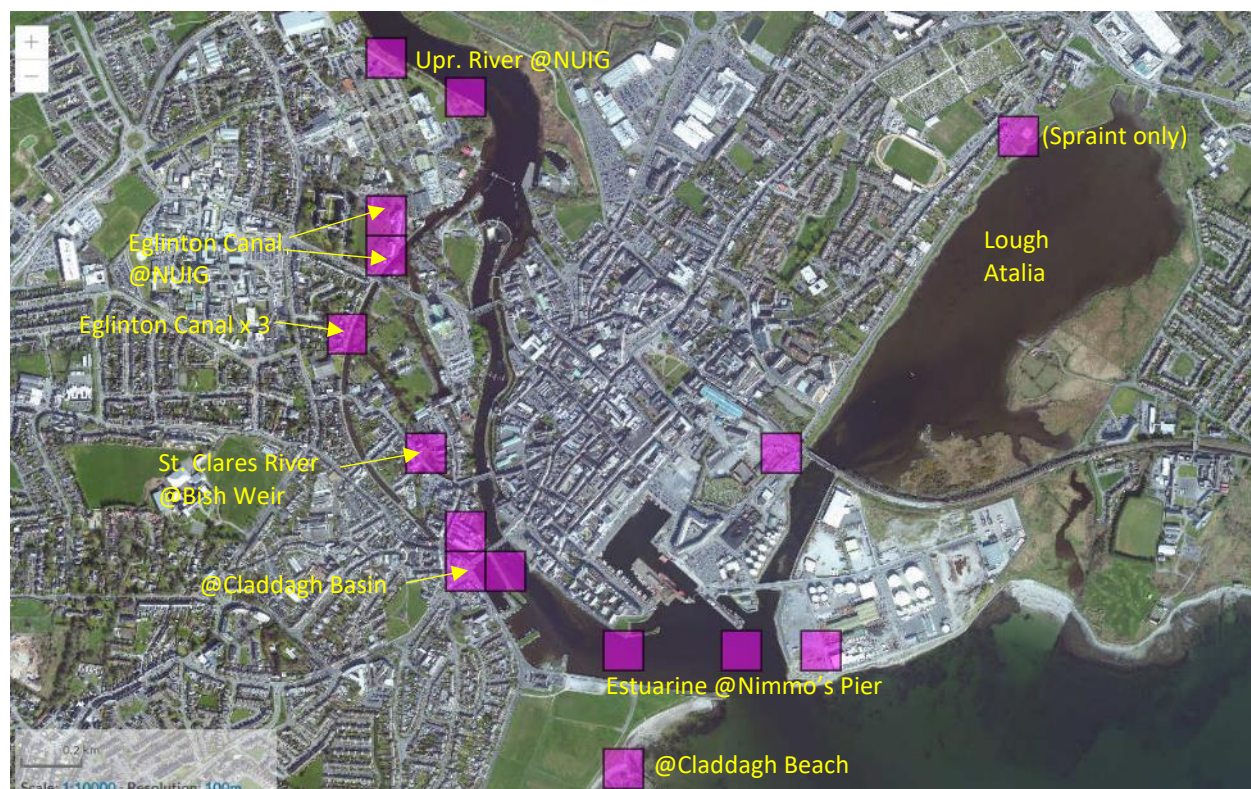 +
−
Upr. River @NUIG
(Spraint only)
Eglinton Canal
@NUIG
Lough
Atalia
Eglinton Canal x 3
St. Clares River
@Bish Weir
@Claddagh Basin
Estuarine @Nimmo's Pier
@Claddagh Beach
0.2 km
Scale: 1:10000 - Resolution: 100m